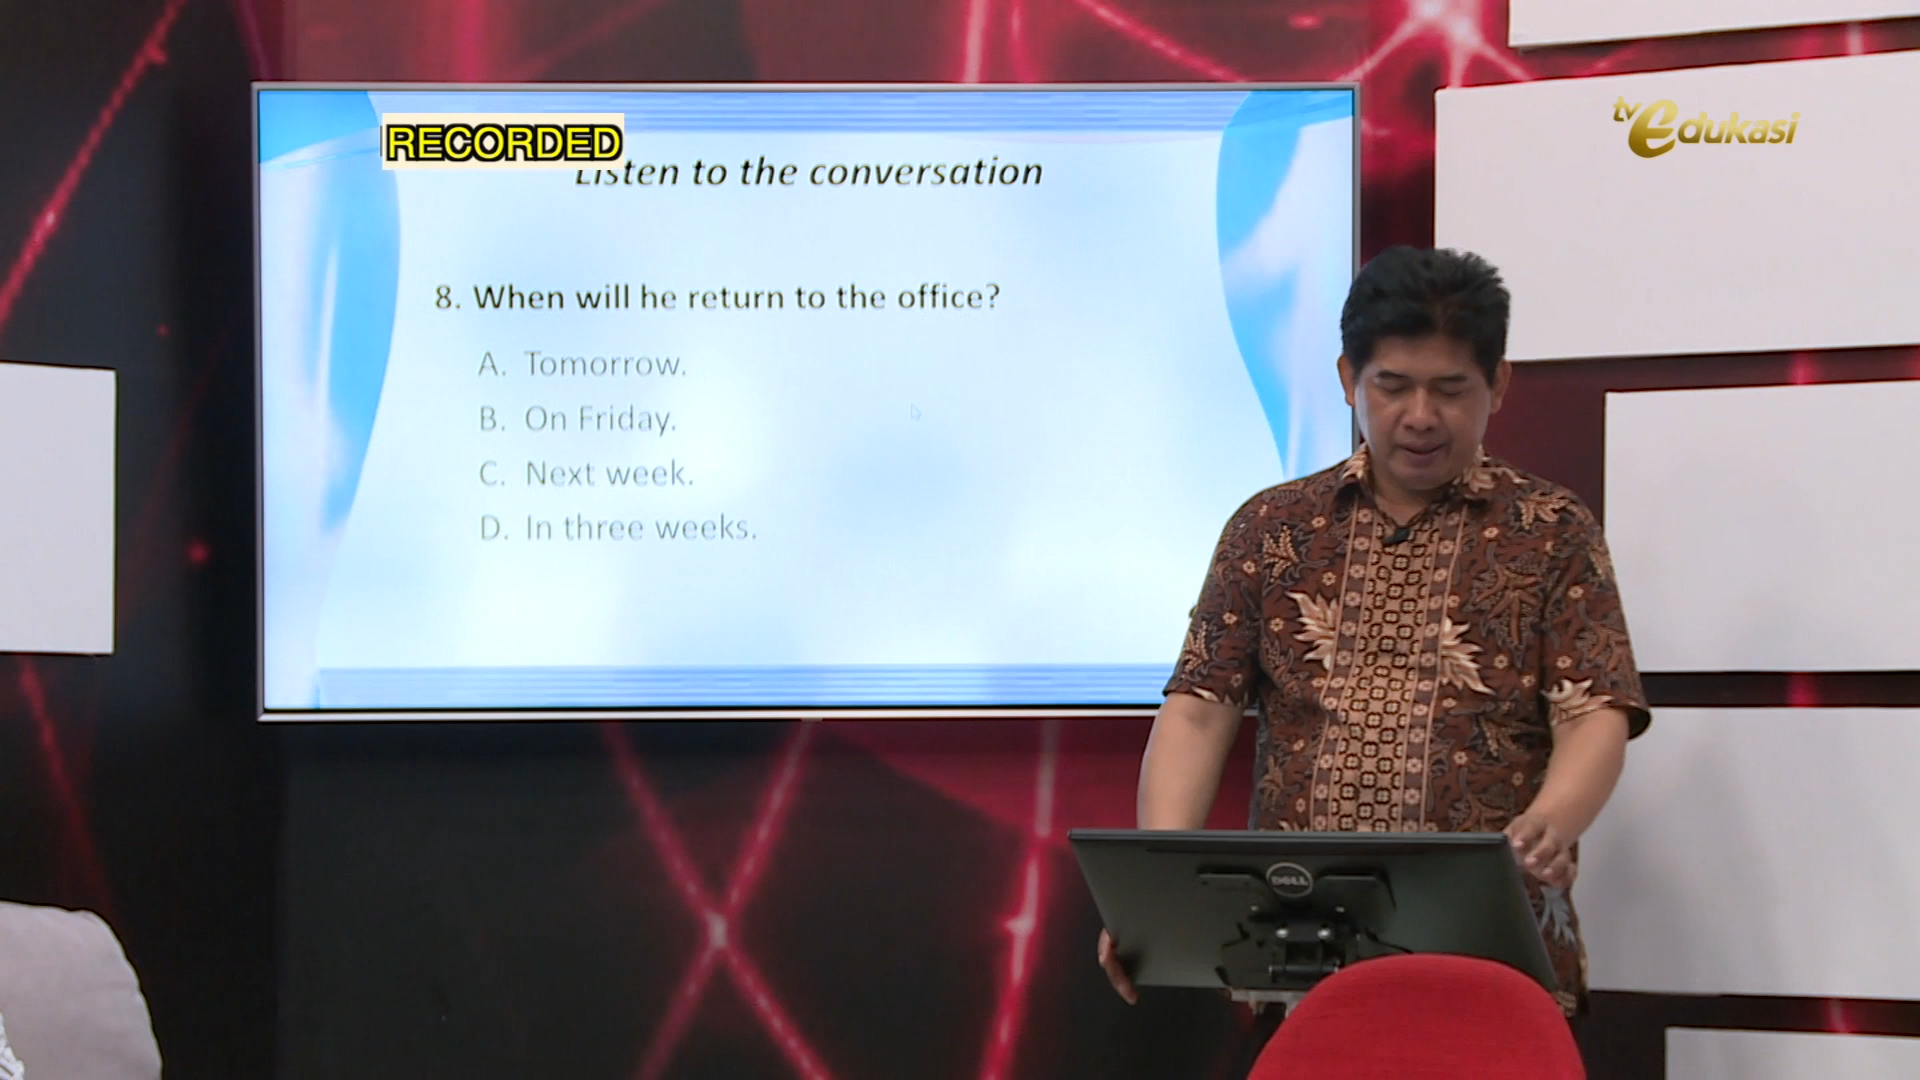 RECORDED
tv Edukasi
Listen to the conversation
8. When will he return to the office?
A. Tomorrow.
B. On Friday.
C. Next week.
D. In three weeks.
DELL